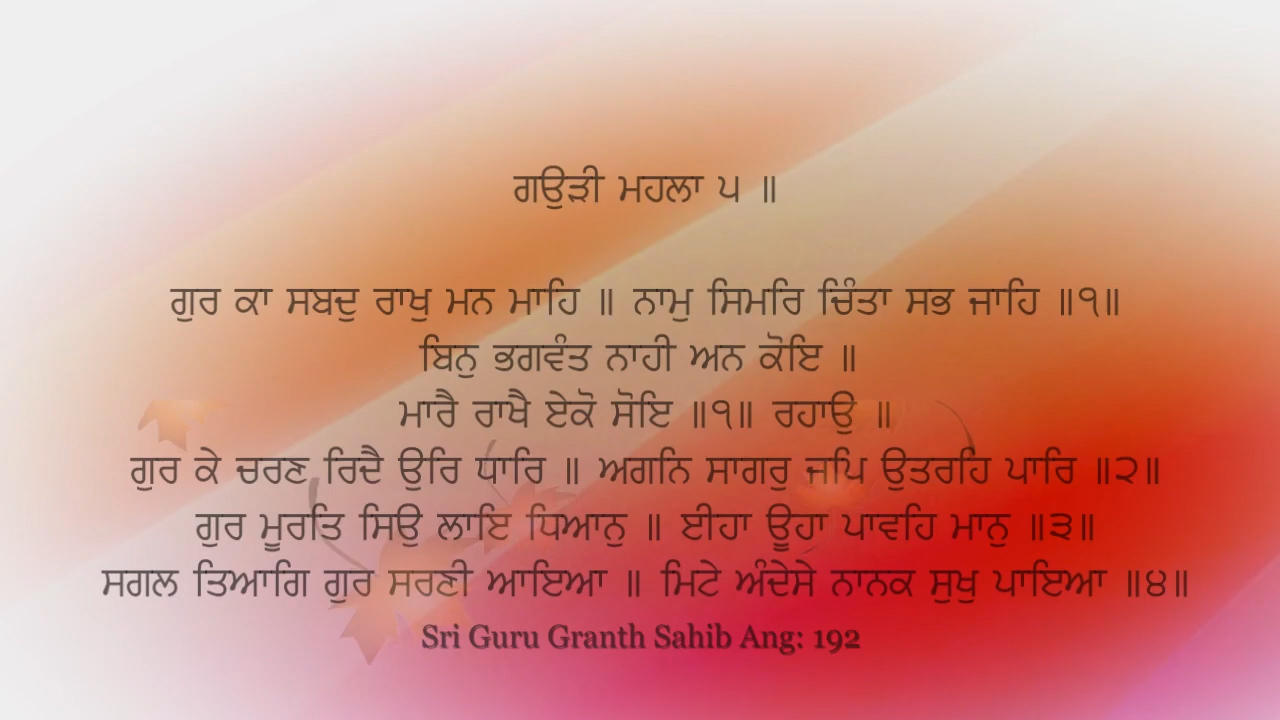 ਗਉੜੀ ਮਹਲਾ ੫ ॥
ਗੁਰ ਕਾ ਸਬਦੁ ਰਾਖੁ ਮਨ ਮਾਹਿ ॥ ਨਾਮੁ ਸਿਮਰਿ ਚਿੰਤਾ ਸਭ ਜਾਹਿ ॥੧॥
ਬਿਨੁ ਭਗਵੰਤ ਨਾਹੀ ਅਨ ਕੋਇ ॥
ਮਾਰੈ ਰਾਖੈ ਏਕੋ ਸੋਇ ॥੧॥ ਰਹਾਉ ॥
ਗੁਰ ਕੇ ਚਰਣ ਰਿਦੈ ਉਰਿ ਧਾਰਿ ॥ ਅਗਨਿ ਸਾਗਰੁ ਜਪਿ ਉਤਰਹਿ ਪਾਰਿ ॥੨॥
ਗੁਰ ਮੂਰਤਿ ਸਿਉ ਲਾਇ ਧਿਆਨੁ ॥ ਈਹਾ ਊਹਾ ਪਾਵਹਿ ਮਾਨੁ ॥੩॥
ਸਗਲ ਤਿਆਗਿ ਗੁਰ ਸਰਣੀ ਆਇਆ ॥ ਮਿਟੇ ਅੰਦੇਸੇ ਨਾਨਕ ਸੁਖੁ ਪਾਇਆ ॥੪॥
Sri Guru Granth Sahib Ang: 192